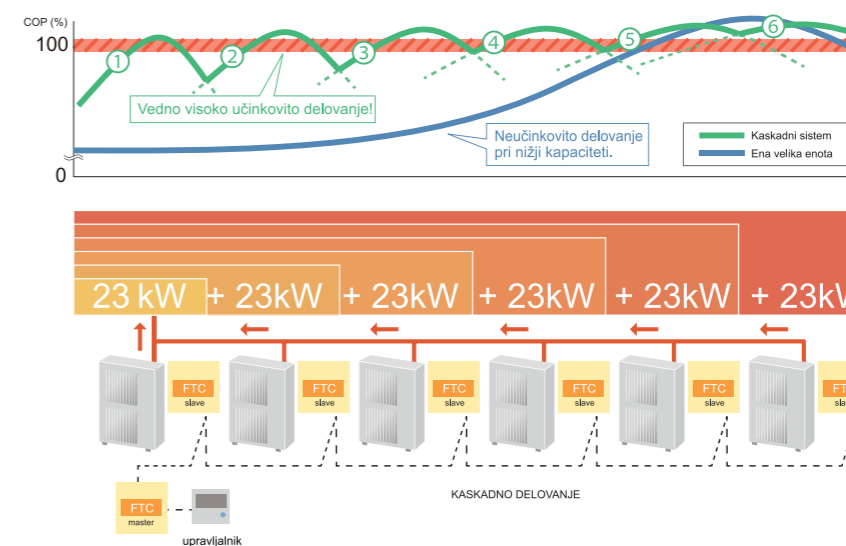 COP (%)
100
1
2
3
4
5
6
Vedno visoko učinkovito delovanje!
Neučinkovito delovanje
pri nižji kapaciteti.
Kaskadni sistem
Ena velika enota
0
23 kW + 23kW + 23kW + 23kW + 23kW + 23kW
FTC
slave
FTC
slave
FTC
slave
FTC
slave
FTC
slave
KASKADNO DELOVANJE
FTC
master
upravljalnik